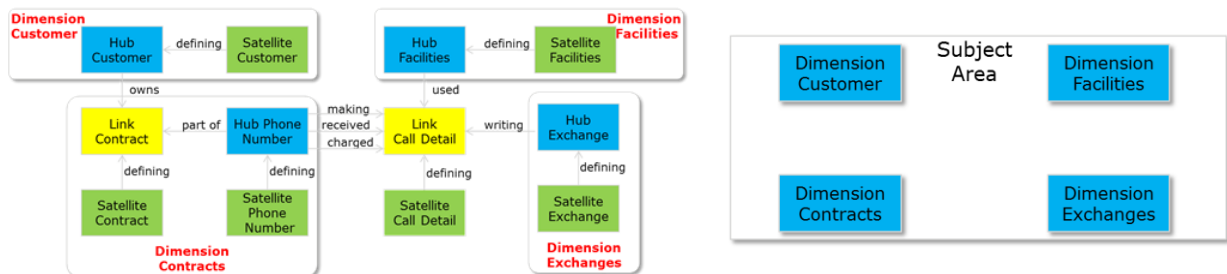 Dimension
Customer
Hub
Customer
defining
Satellite
Customer
Hub
Facilities
defining
Satellite
Facilities
Dimension
Facilities
owns
used
Link
Contract
part of
Hub Phone
Number
making
received
charged
Link
Call Detail
writing
Hub
Exchange
defining
defining
defining
defining
Satellite
Contract
Satellite
Phone
Number
Satellite
Call Detail
Satellite
Exchange
Dimension
Contracts
Dimension
Exchanges
Dimension
Customer
Subject
Area
Dimension
Facilities
Dimension
Contracts
Dimension
Exchanges